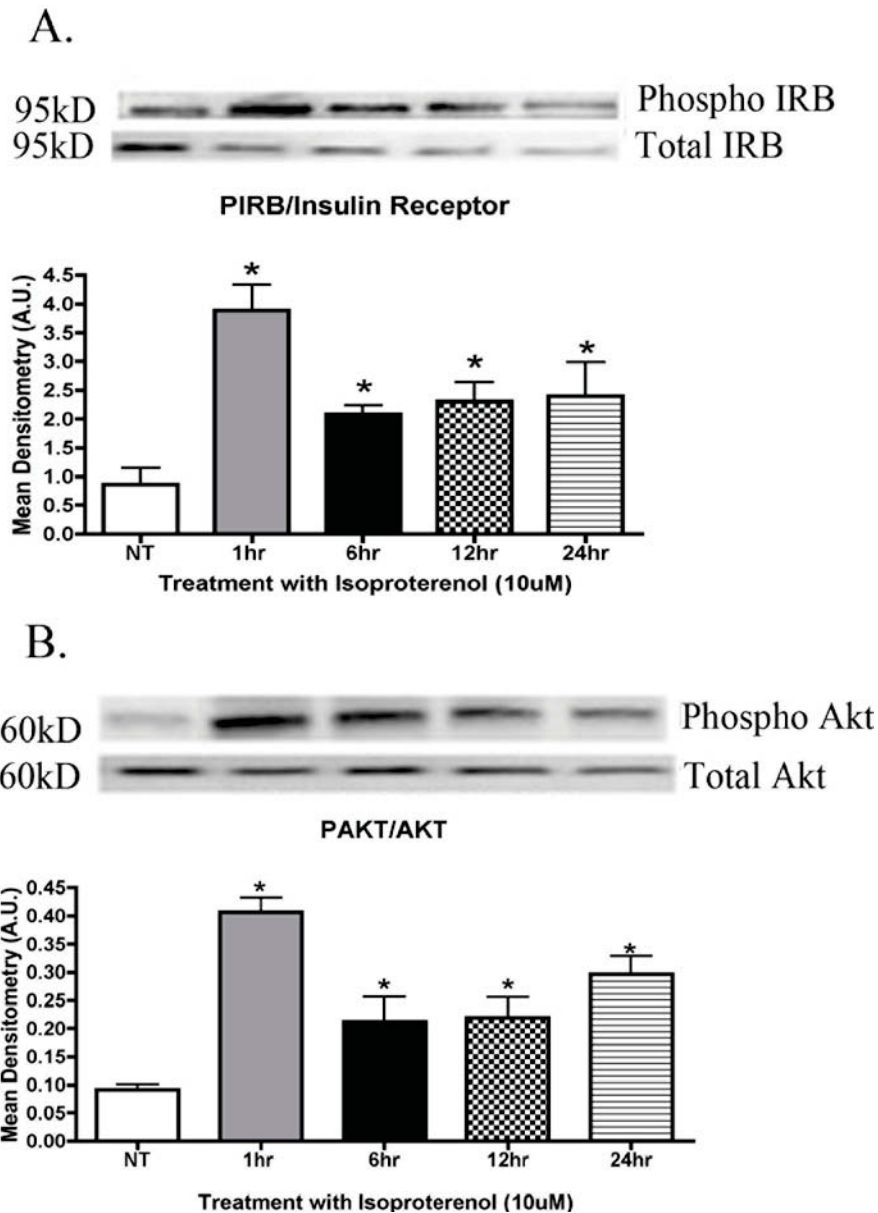 A.
95kD Phospho IRB
95kD Total IRB
PIRB/Insulin Receptor
Mean Densitometry (A.U.)
4.5
4.0
3.5
3.0
2.5
2.0
1.5
1.0
0.5
0.0
* * * *
NT 1hr 6hr 12hr 24hr
Treatment with Isoproterenol (10uM)
B.
60kD Phospho Akt
60kD Total Akt
PAKT/AKT
Mean Densitometry (A.U.)
0.45
0.40
0.35
0.30
0.25
0.20
0.15
0.10
0.05
0.00
* * * *
NT 1hr 6hr 12hr 24hr
Treatment with Isoproterenol (10uM)